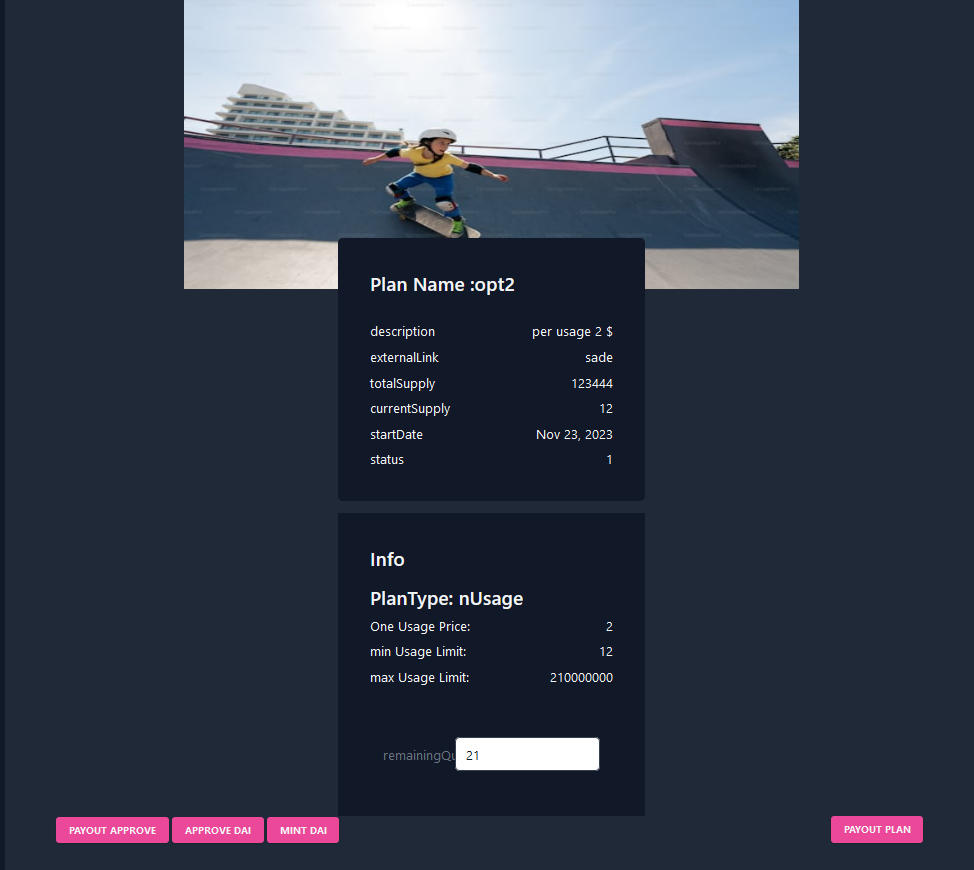 Plan Name :opt2
description per usage 2 $
externalLink sade
totalSupply 123444
currentSupply 12
startDate Nov 23, 2023
status 1
Info
PlanType: nUsage
One Usage Price: 2
min Usage Limit: 12
max Usage Limit: 210000000
remainingQu 21
PAYOUT APPROVE APPROVE DAI MINT DAI PAYOUT PLAN